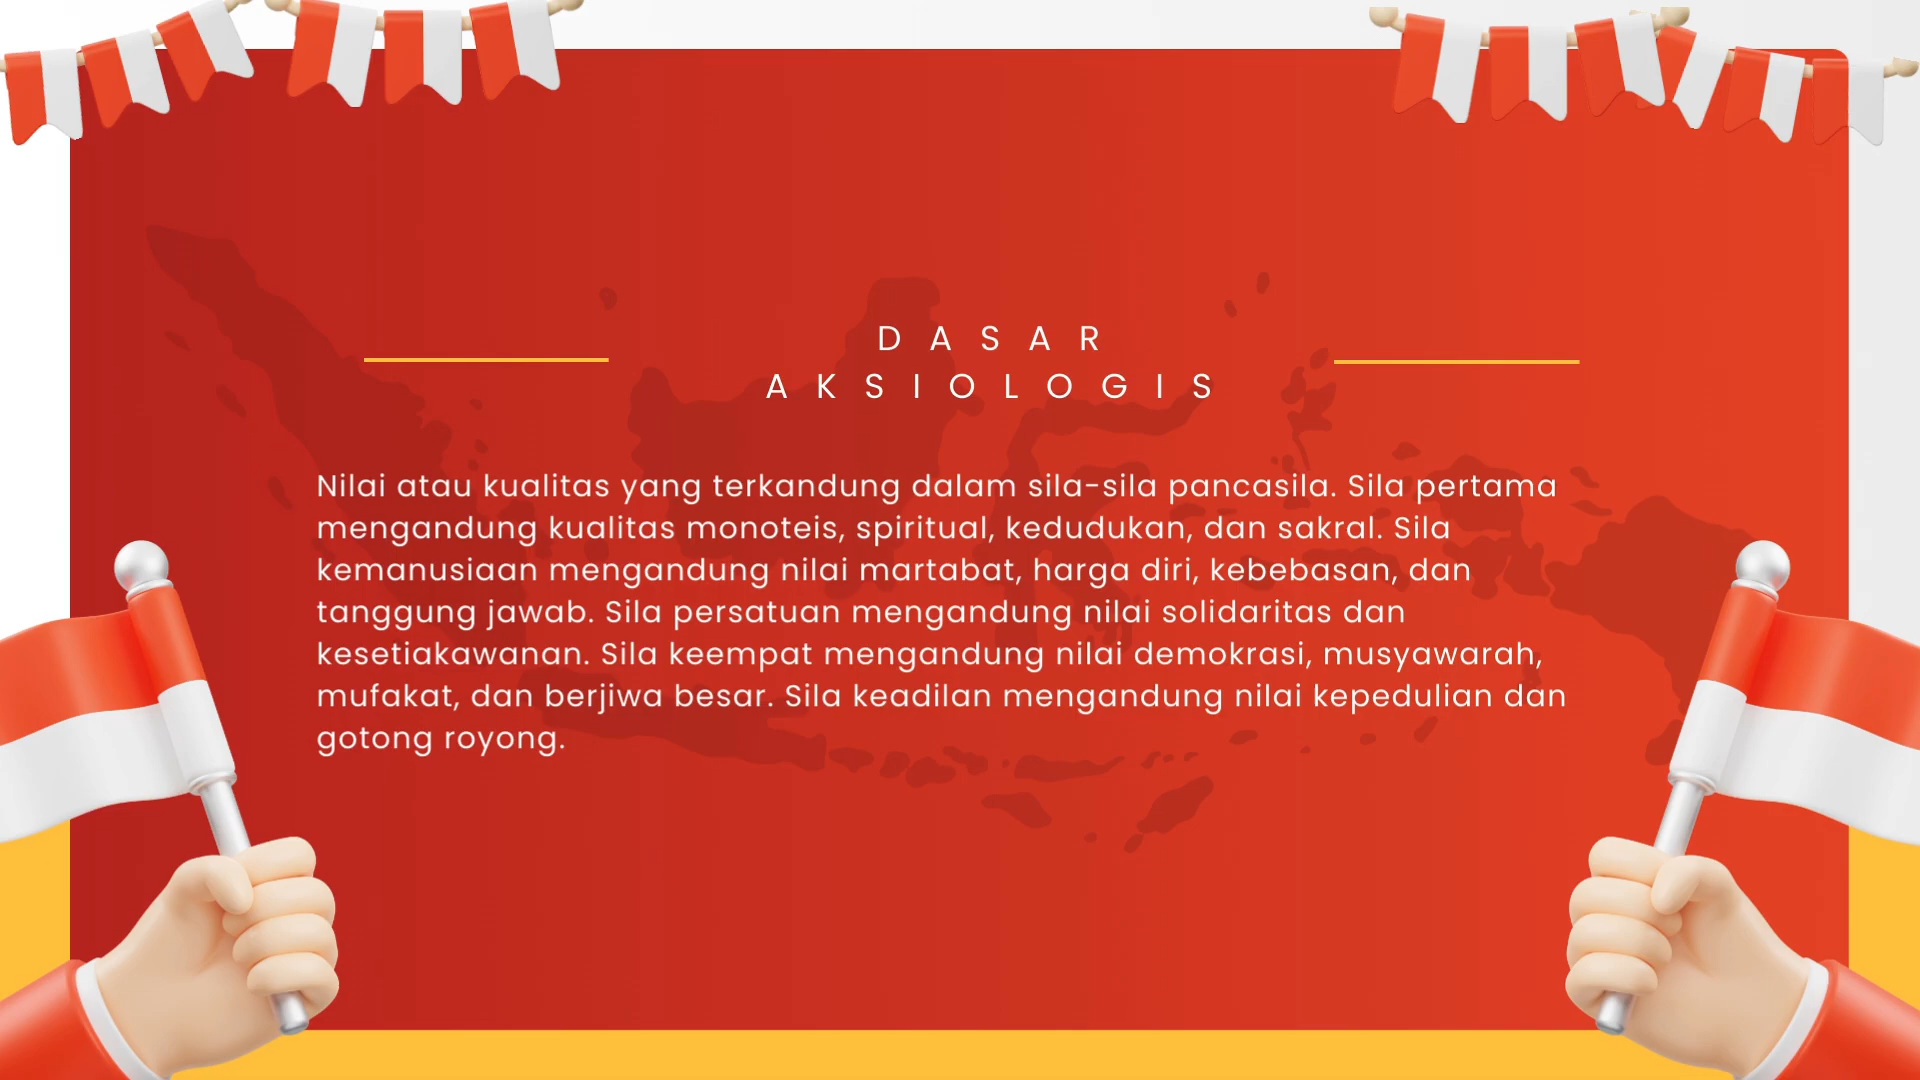 DASAR
AKSIOLOGIS
Nilai atau kualitas yang terkandung dalam sila-sila pancasila. Sila pertama
mengandung kualitas monoteis, spiritual, kedudukan, dan sakral. Sila
kemanusiaan mengandung nilai martabat, harga diri, kebebasan, dan
tanggung jawab. Sila persatuan mengandung nilai solidaritas dan
kesetiakawanan. Sila keempat mengandung nilai demokrasi, musyawarah,
mufakat, dan berjiwa besar. Sila keadilan mengandung nilai kepedulian dan
gotong royong.